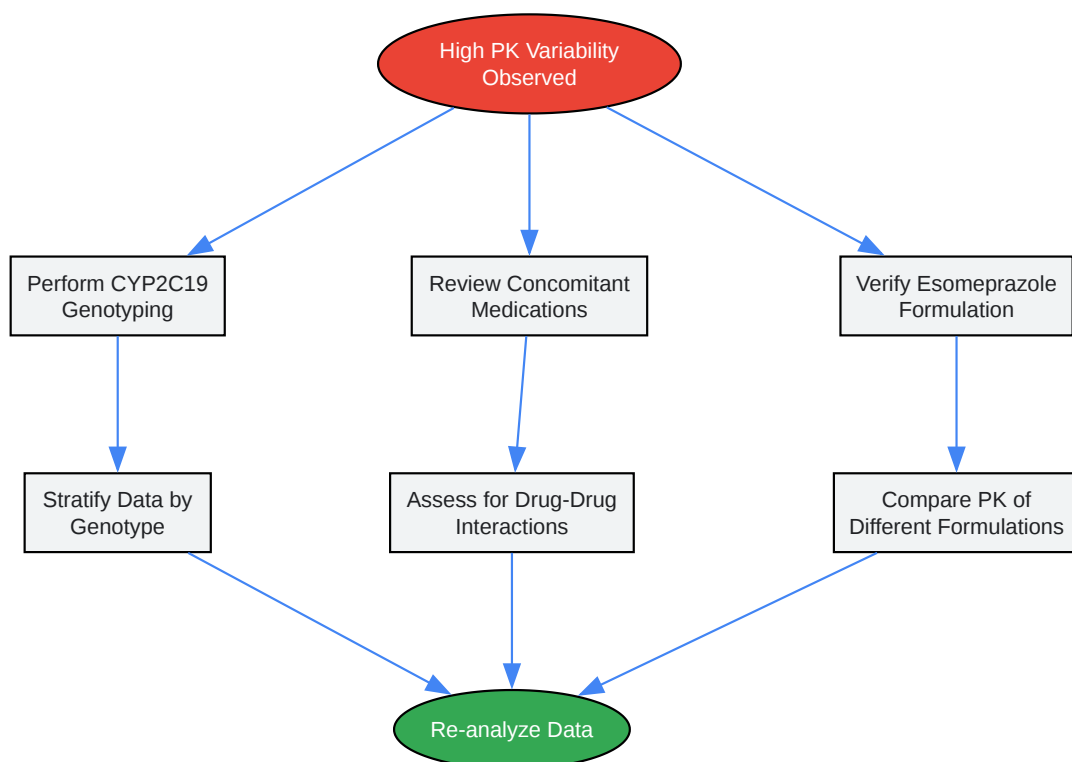 High PK Variability
Observed
Perform CYP2C19
Genotyping
Review Concomitant
Medications
Verify Esomeprazole
Formulation
Stratify Data by
Genotype
Assess for Drug-Drug
Interactions
Compare PK of
Different Formulations
Re-analyze Data